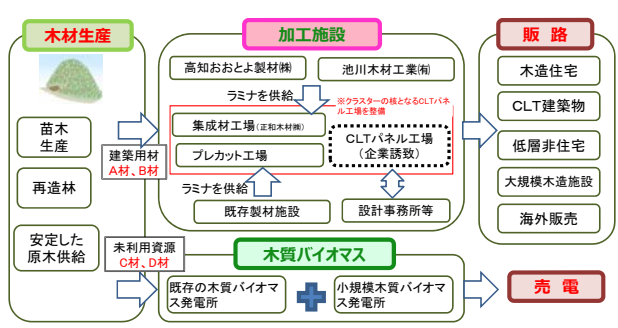 木材生産
苗木
生産
再造林
安定した
原木供給
建築用材
A材、B材
未利用資源
C材、D材
加工施設
高知おおとよ製材㈱
池川木材工業㈲
ラミナを供給
※クラスターの核となるCLTパネ
ル工場を整備
集成材工場(正和木材㈱)
プレカット工場
CLTパネル工場
(企業誘致)
ラミナを供給
既存製材施設
設計事務所等
木質バイオマス
既存の木質バイオマ
ス発電所
小規模木質バイオマ
ス発電所
販路
木造住宅
CLT建築物
低層非住宅
大規模木造施設
海外販売
売電